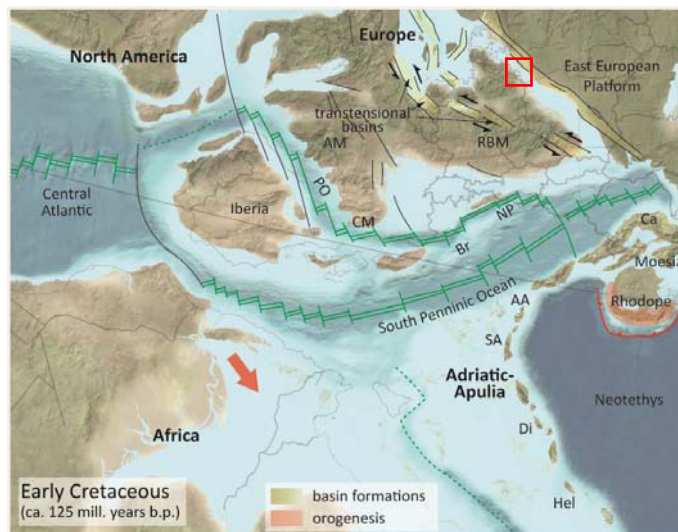 North America
Europe
East European
Platform
transtensional
basins
AM
RBM
Central
Atlantic
Iberia
PO
CM
NP
Br
Ca
Moesia
Rhodope
South Penninic Ocean
AA
SA
Adriatic-
Apulia
Neotethys
Africa
Di
Hel
Early Cretaceous
(ca. 125 mill. years b.p.)
basin formations
orogenesis